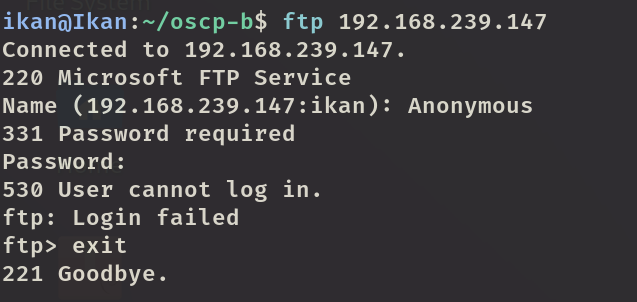 File System
ikan@Ikan:~/oscp-b$ ftp 192.168.239.147
Connected to 192.168.239.147.
220 Microsoft FTP Service
Name (192.168.239.147:ikan): Anonymous
331 Password required
Password:
530 User cannot log in.
ftp: Login failed
ftp> exit
221 Goodbye.